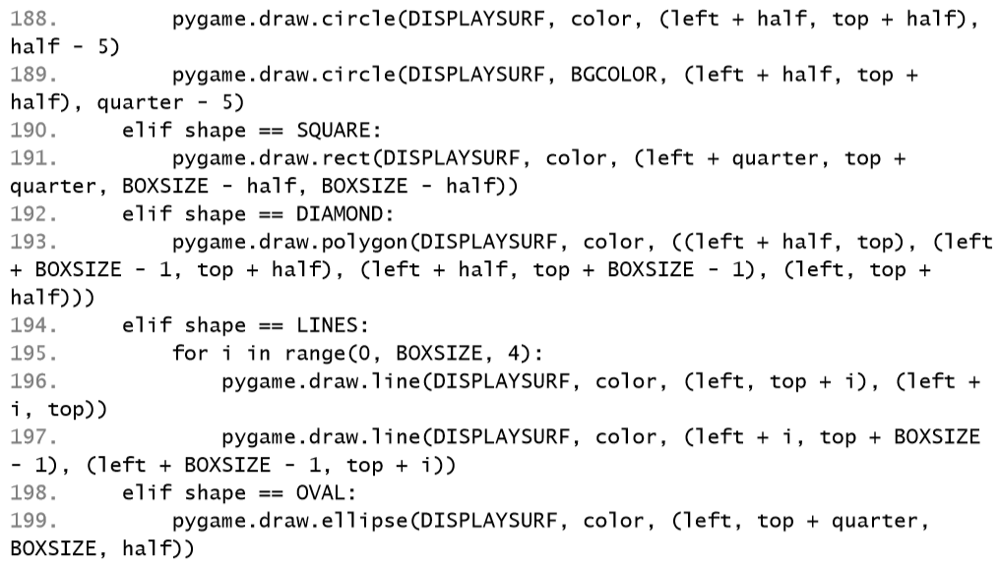 188.         pygame.draw.circle(DISPLAYSURF, color, (left + half, top + half),
half - 5)
189.         pygame.draw.circle(DISPLAYSURF, BGCOLOR, (left + half, top +
half), quarter - 5)
190.     elif shape == SQUARE:
191.         pygame.draw.rect(DISPLAYSURF, color, (left + quarter, top +
quarter, BOXSIZE - half, BOXSIZE - half))
192.     elif shape == DIAMOND:
193.         pygame.draw.polygon(DISPLAYSURF, color, ((left + half, top), (left
+ BOXSIZE - 1, top + half), (left + half, top + BOXSIZE - 1), (left, top +
half)))
194.     elif shape == LINES:
195.         for i in range(0, BOXSIZE, 4):
196.             pygame.draw.line(DISPLAYSURF, color, (left, top + i), (left +
i, top))
197.             pygame.draw.line(DISPLAYSURF, color, (left + i, top + BOXSIZE
- 1), (left + BOXSIZE - 1, top + i))
198.     elif shape == OVAL:
199.         pygame.draw.ellipse(DISPLAYSURF, color, (left, top + quarter,
BOXSIZE, half))